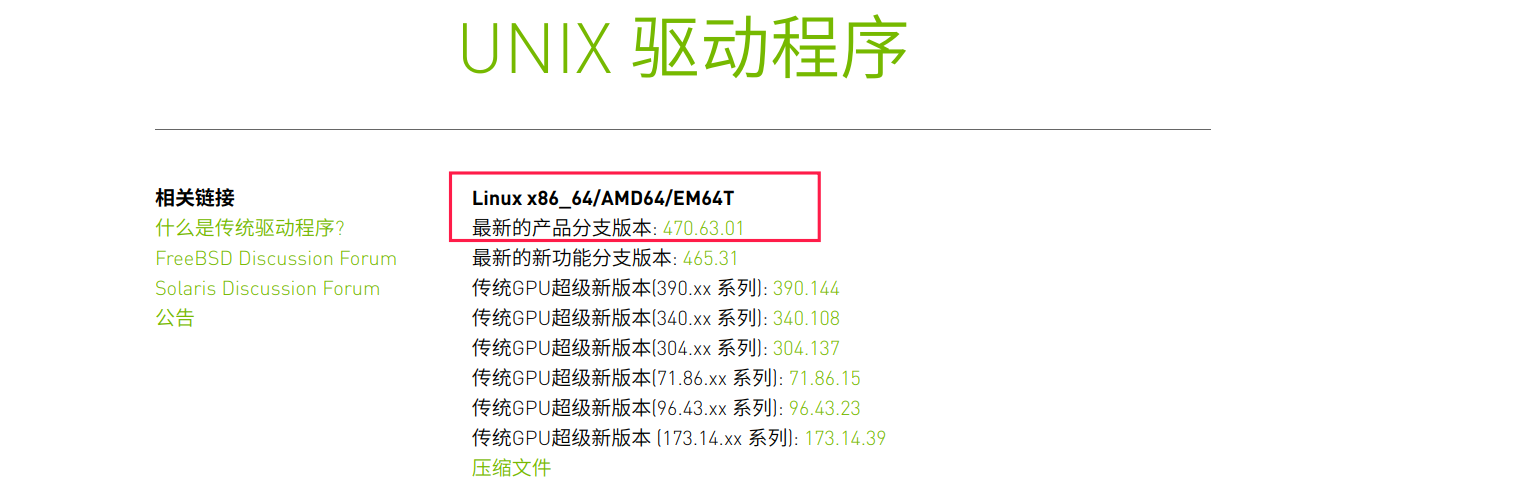 UNIX 驱动程序
相关链接
什么是传统驱动程序?
FreeBSD Discussion Forum
Solaris Discussion Forum
公告
Linux x86_64/AMD64/EM64T
最新的产品分支版本: 470.63.01
最新的新功能分支版本: 465.31
传统GPU超级新版本(390.xx 系列): 390.144
传统GPU超级新版本(340.xx 系列): 340.108
传统GPU超级新版本(304.xx 系列): 304.137
传统GPU超级新版本(71.86.xx 系列): 71.86.15
传统GPU超级新版本(96.43.xx 系列): 96.43.23
传统GPU超级新版本 (173.14.xx 系列): 173.14.39
压缩文件